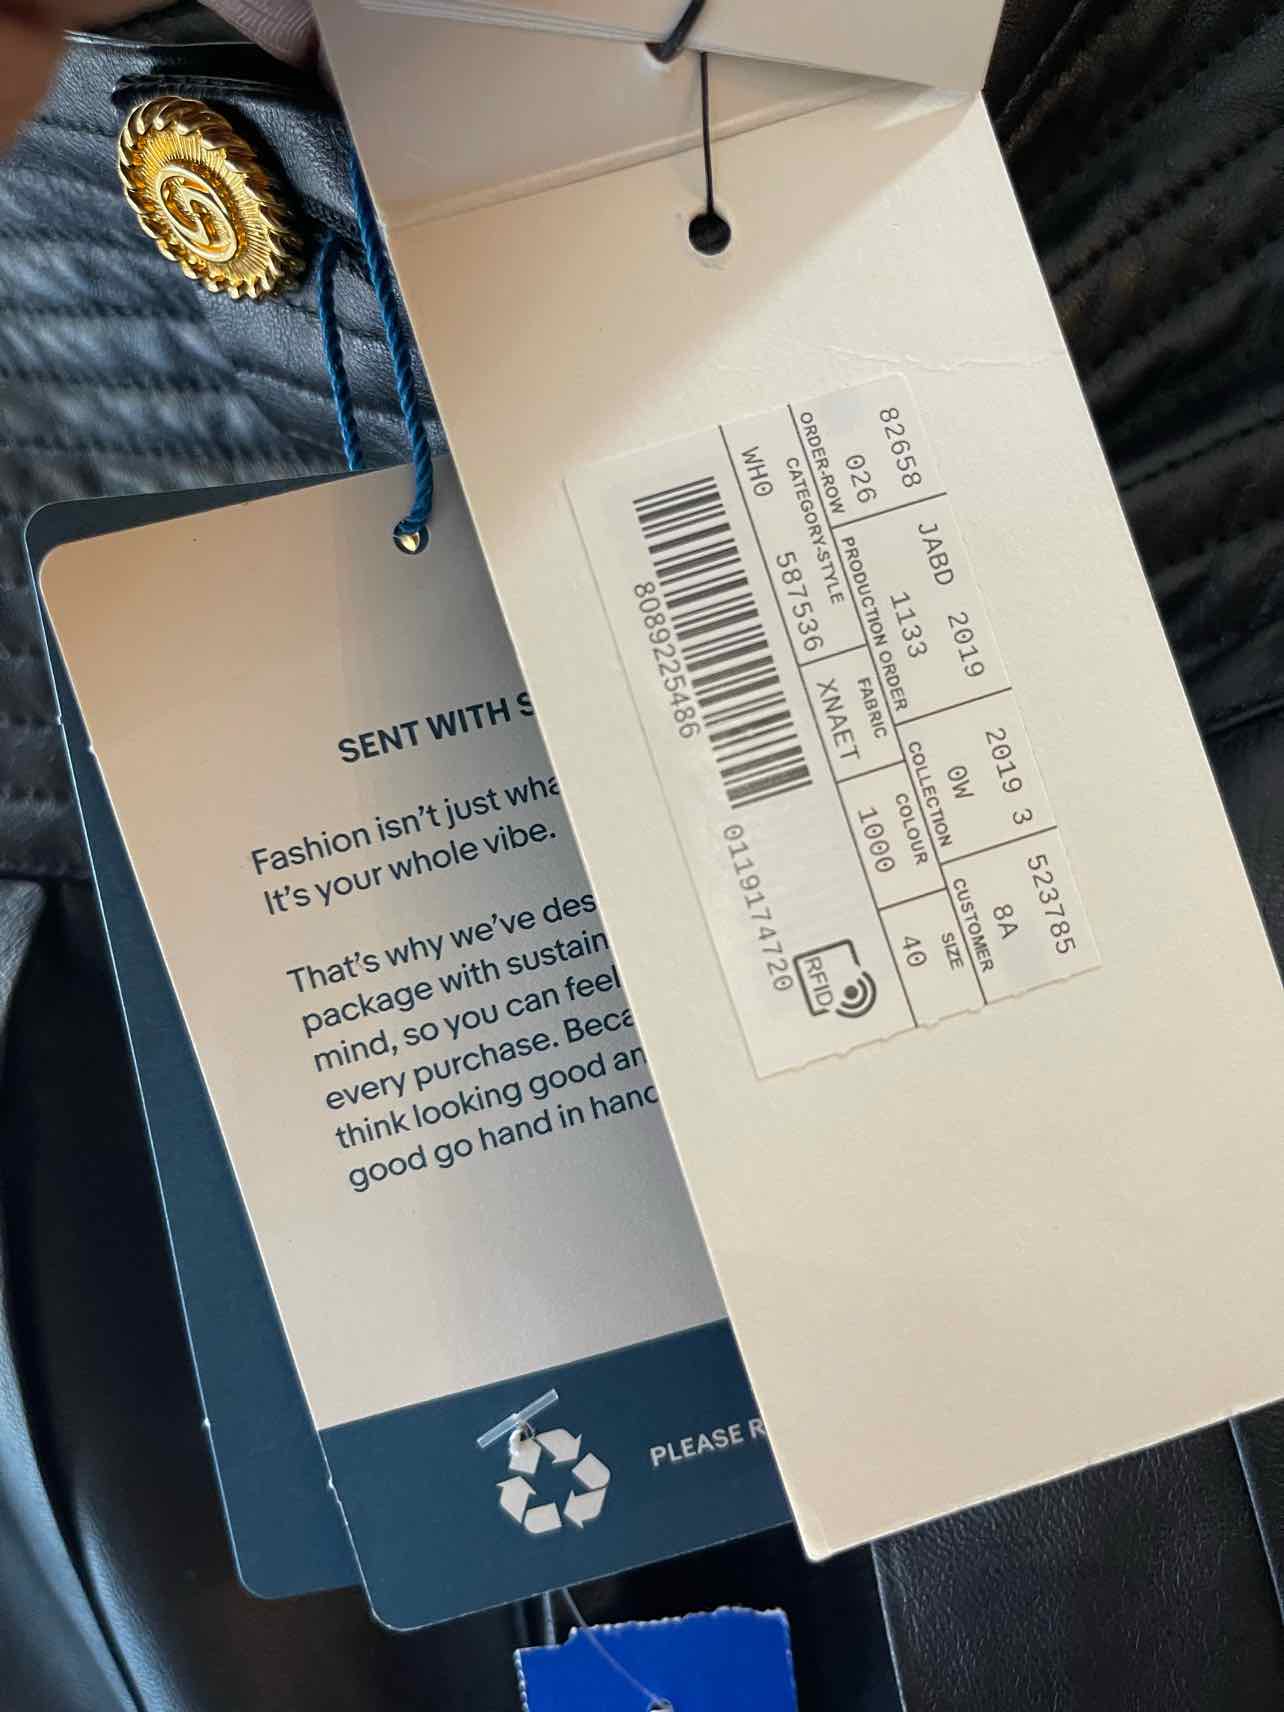 SENT WITH S
Fashion isn't just wha
It's your whole vibe.
That's why we've des
package with sustain
mind, so you can feel
every purchase. Beca
think looking good an
good go hand in hand
PLEASE R
82658 JABD 2019 2019 3 523785
026 1133 0W 8A
ORDER-ROW PRODUCTION ORDER COLLECTION CUSTOMER
CATEGORY-STYLE FABRIC COLOUR SIZE
WH0 587536 XNAET 1000 40
8089225486 0119174720
RFID